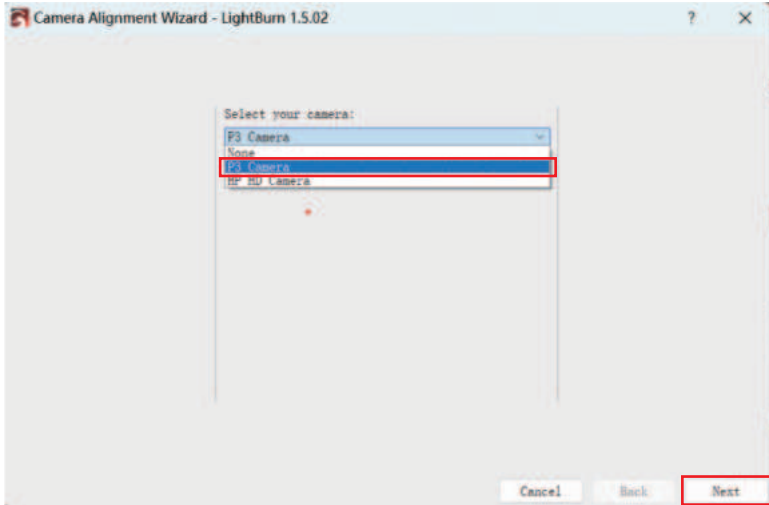 Camera Alignment Wizard - LightBurn 1.5.02 ? ×
Select your camera:
P3 Camera
None
P3 Camera
HP HD Camera
Cancel Back Next